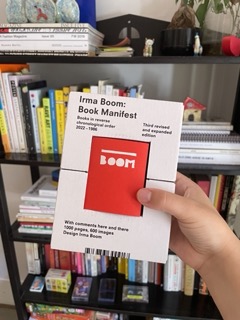 Irma Boom:
Book Manifest
Books in reverse
chronological order
2022 – 1986
Third revised
and expanded
edition
BOOM
With comments here and there
1000 pages, 600 images
Design Irma Boom